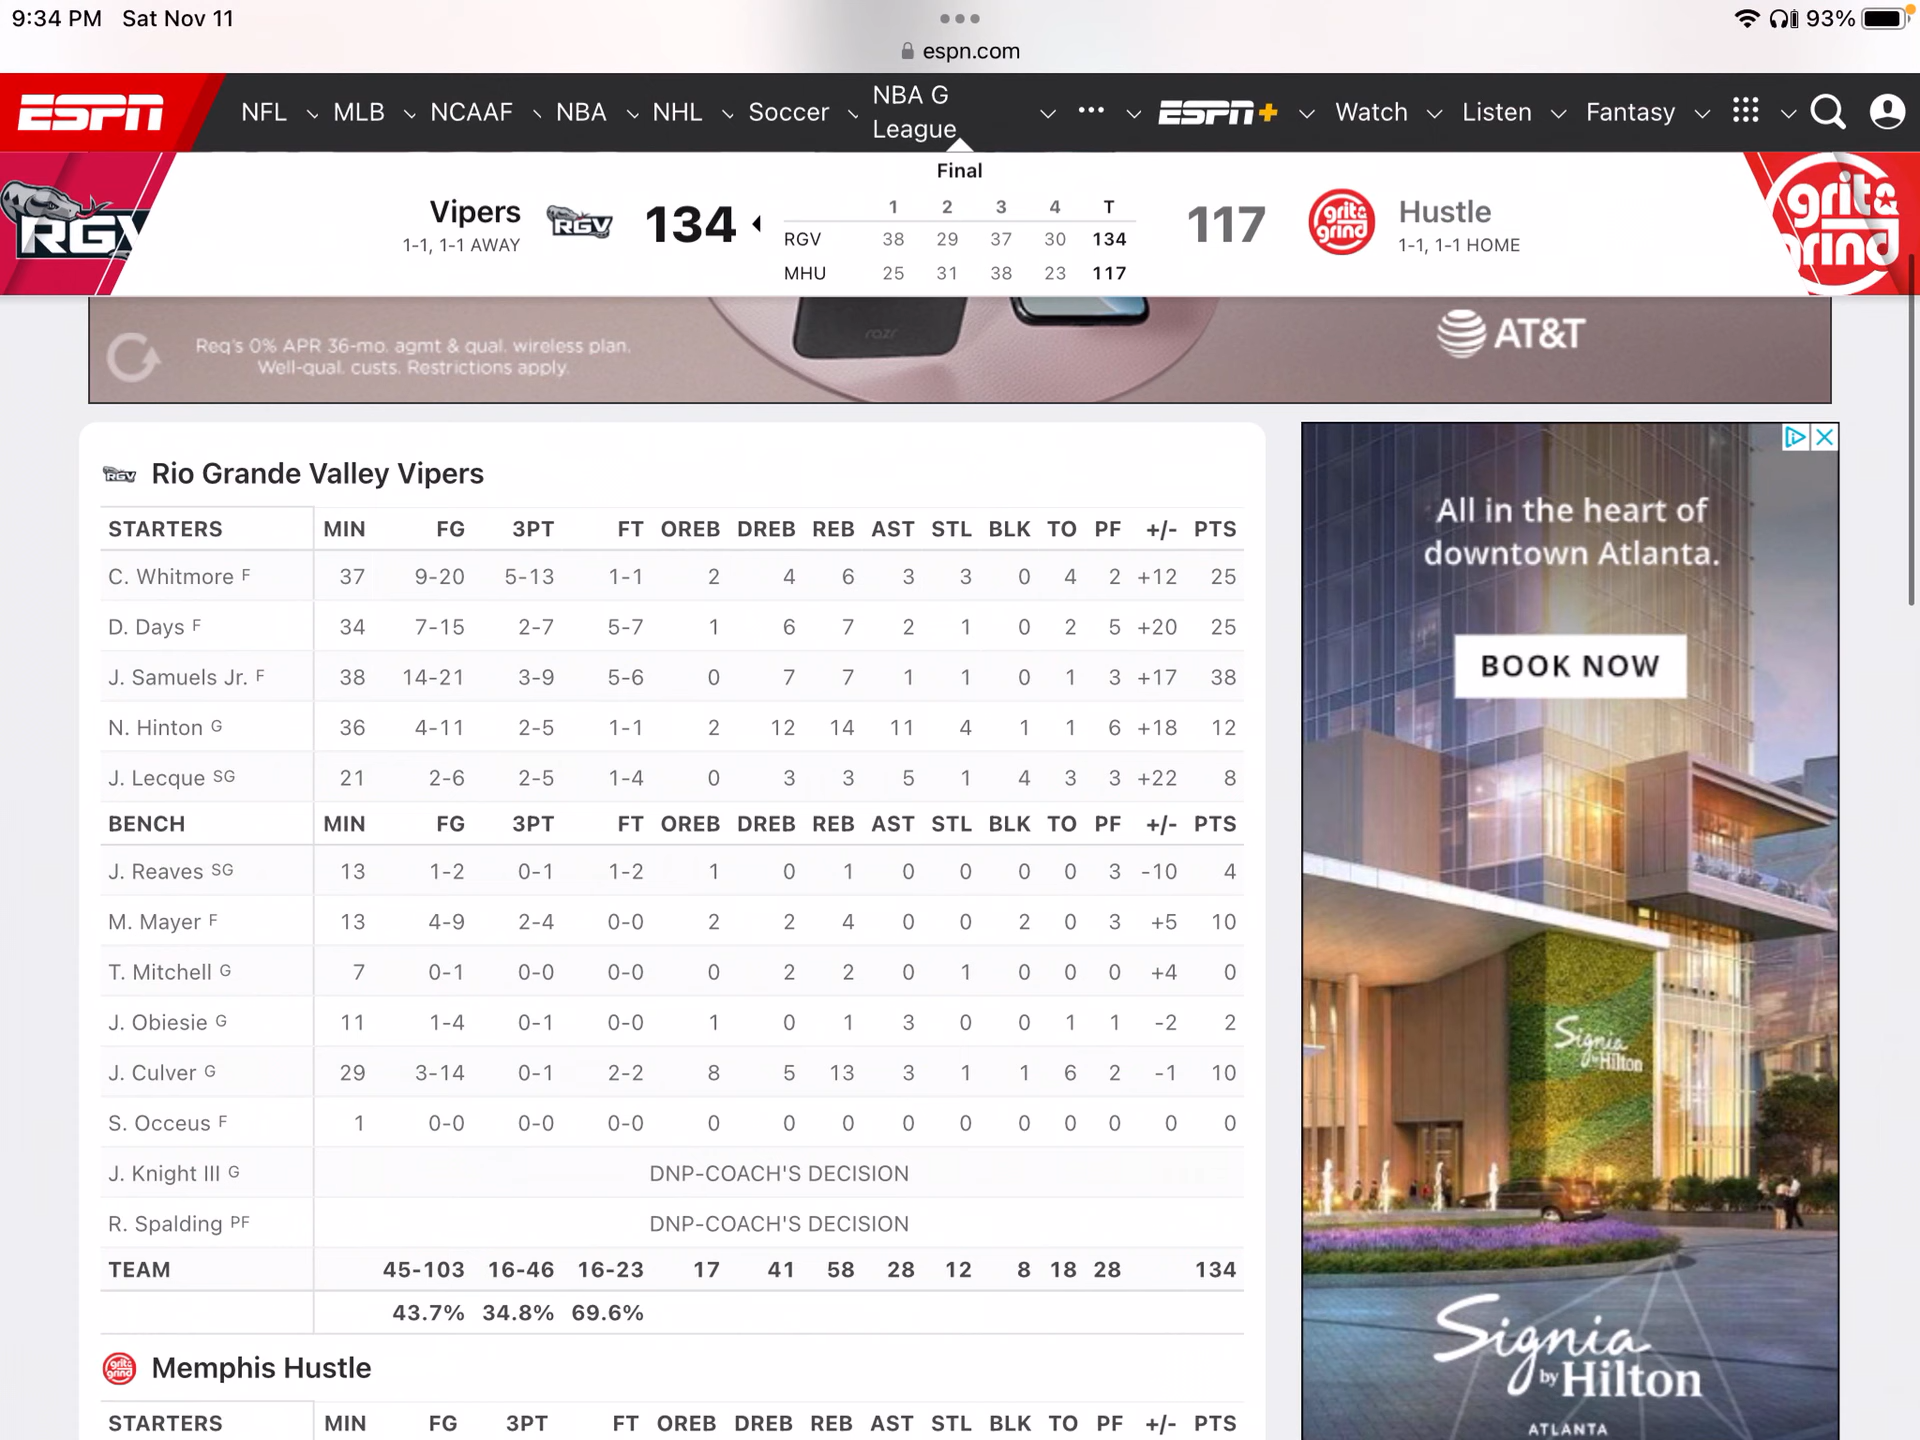 9:34 PM Sat Nov 11
93%
espn.com
ESPN NFL MLB NCAAF NBA NHL Soccer NBA G League ••• ESPN+ Watch Listen Fantasy
Final
RGV
Vipers
1-1, 1-1 AWAY
RGV
134
1 2 3 4 T
RGV 38 29 37 30 134
MHU 25 31 38 23 117
117
grit & grind
Hustle
1-1, 1-1 HOME
grit & grind
Req's 0% APR 36-mo. agmt & qual. wireless plan.
Well-qual. custs. Restrictions apply.
razr
AT&T
RGV Rio Grande Valley Vipers
STARTERS MIN FG 3PT FT OREB DREB REB AST STL BLK TO PF +/- PTS
C. Whitmore F 37 9-20 5-13 1-1 2 4 6 3 3 0 4 2 +12 25
D. Days F 34 7-15 2-7 5-7 1 6 7 2 1 0 2 5 +20 25
J. Samuels Jr. F 38 14-21 3-9 5-6 0 7 7 1 1 0 1 3 +17 38
N. Hinton G 36 4-11 2-5 1-1 2 12 14 11 4 1 1 6 +18 12
J. Lecque SG 21 2-6 2-5 1-4 0 3 3 5 1 4 3 3 +22 8
BENCH MIN FG 3PT FT OREB DREB REB AST STL BLK TO PF +/- PTS
J. Reaves SG 13 1-2 0-1 1-2 1 0 1 0 0 0 0 3 -10 4
M. Mayer F 13 4-9 2-4 0-0 2 2 4 0 0 2 0 3 +5 10
T. Mitchell G 7 0-1 0-0 0-0 0 2 2 0 1 0 0 0 +4 0
J. Obiesie G 11 1-4 0-1 0-0 1 0 1 3 0 0 1 1 -2 2
J. Culver G 29 3-14 0-1 2-2 8 5 13 3 1 1 6 2 -1 10
S. Occeus F 1 0-0 0-0 0-0 0 0 0 0 0 0 0 0 0 0
J. Knight III G DNP-COACH'S DECISION
R. Spalding PF DNP-COACH'S DECISION
TEAM 45-103 16-46 16-23 17 41 58 28 12 8 18 28 134
43.7% 34.8% 69.6%
grit & grind Memphis Hustle
STARTERS MIN FG 3PT FT OREB DREB REB AST STL BLK TO PF +/- PTS
All in the heart of
downtown Atlanta.
BOOK NOW
Signia
by Hilton
Signia
by Hilton
ATLANTA